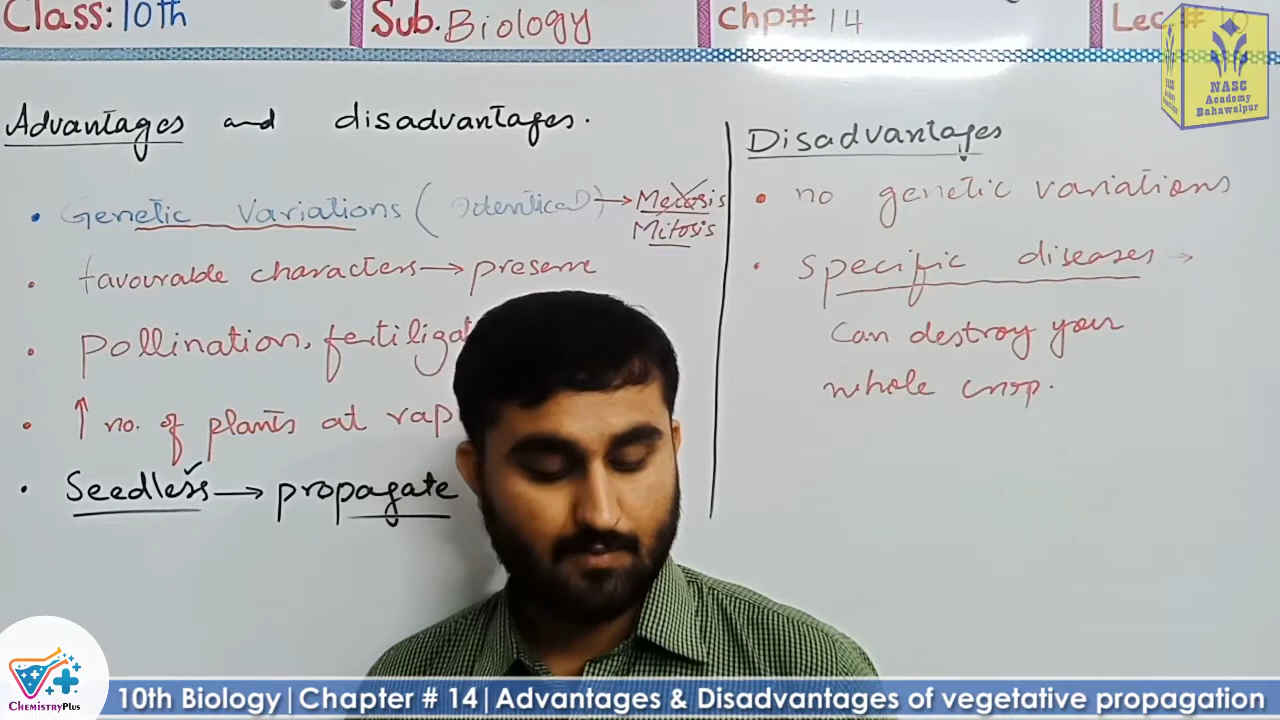 Class: 10th
Sub. Biology
Chp# 14
Lec. #
NASC
Academy
Bahawalpur
Advantages and disadvantages.
• Genetic Variations (Identical) → Meiosis
Mitosis
• favourable characters → preserve
• pollination, fertilizat
• ↑ no. of plants at rap
• Seedless → propagate
Disadvantages
• no genetic variations
• specific diseases →
Can destroy your
whole crop.
ChemistryPlus
10th Biology|Chapter # 14|Advantages & Disadvantages of vegetative propagation